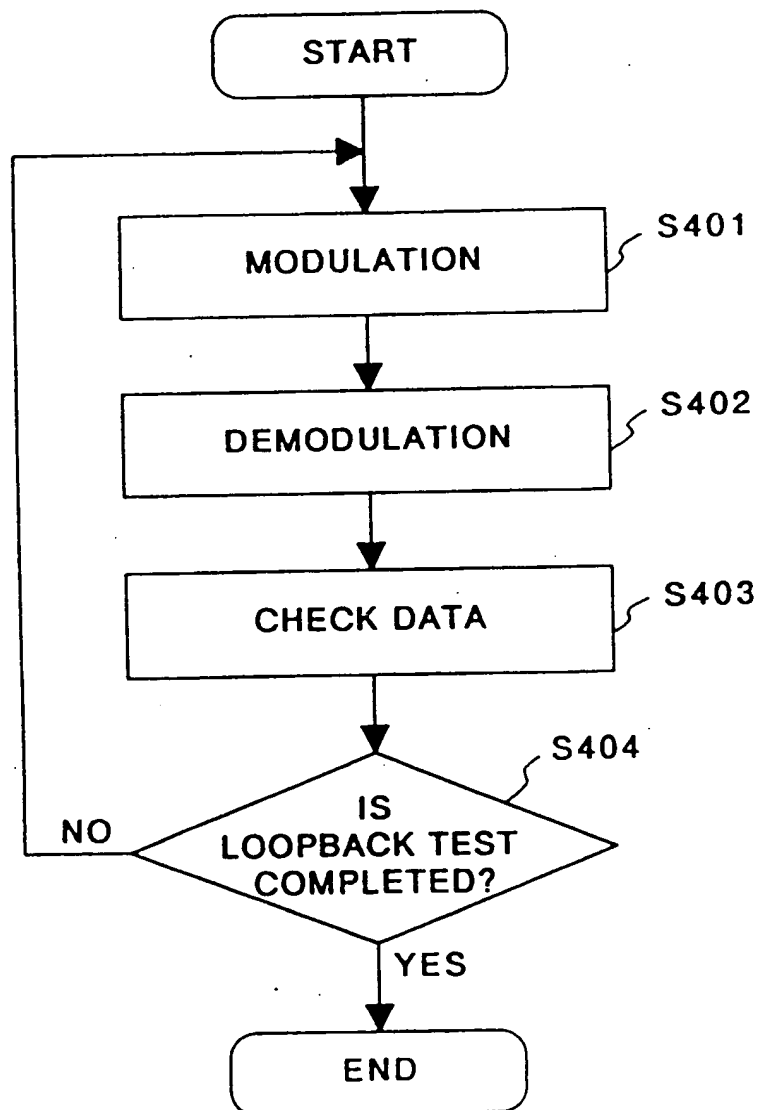 START
MODULATION
S401
DEMODULATION
S402
CHECK DATA
S403
S404
IS
LOOPBACK TEST
COMPLETED?
NO
YES
END